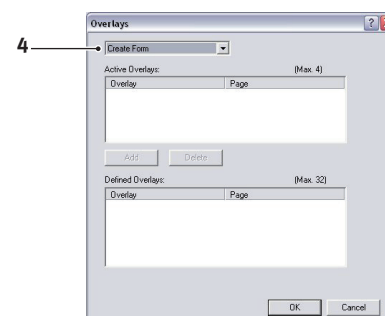 Overlays
4
Create Form
Active Overlays: (Max. 4)
Overlay Page
Add Delete
Defined Overlays: (Max. 32)
Overlay Page
OK Cancel